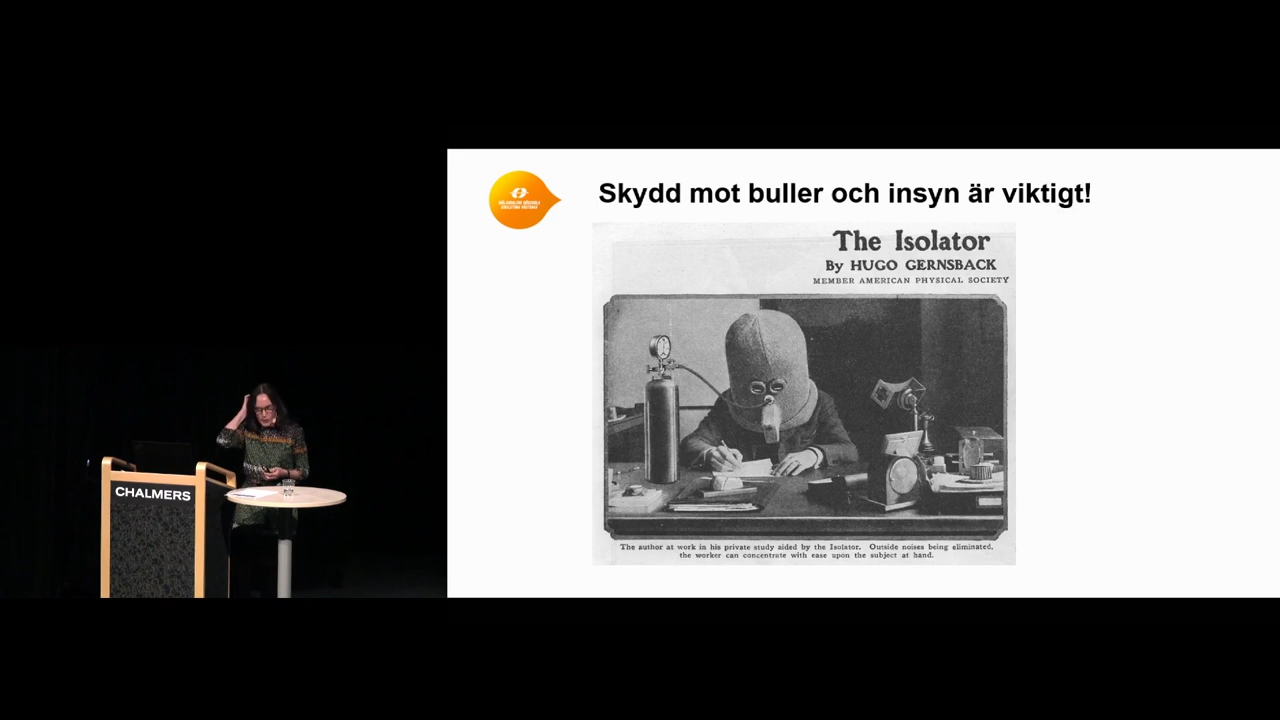 Skydd mot buller och insyn är viktigt!
The Isolator
By HUGO GERNSBACK
MEMBER AMERICAN PHYSICAL SOCIETY
The author at work in his private study aided by the Isolator. Outside noises being eliminated,
the worker can concentrate with ease upon the subject at hand.
CHALMERS